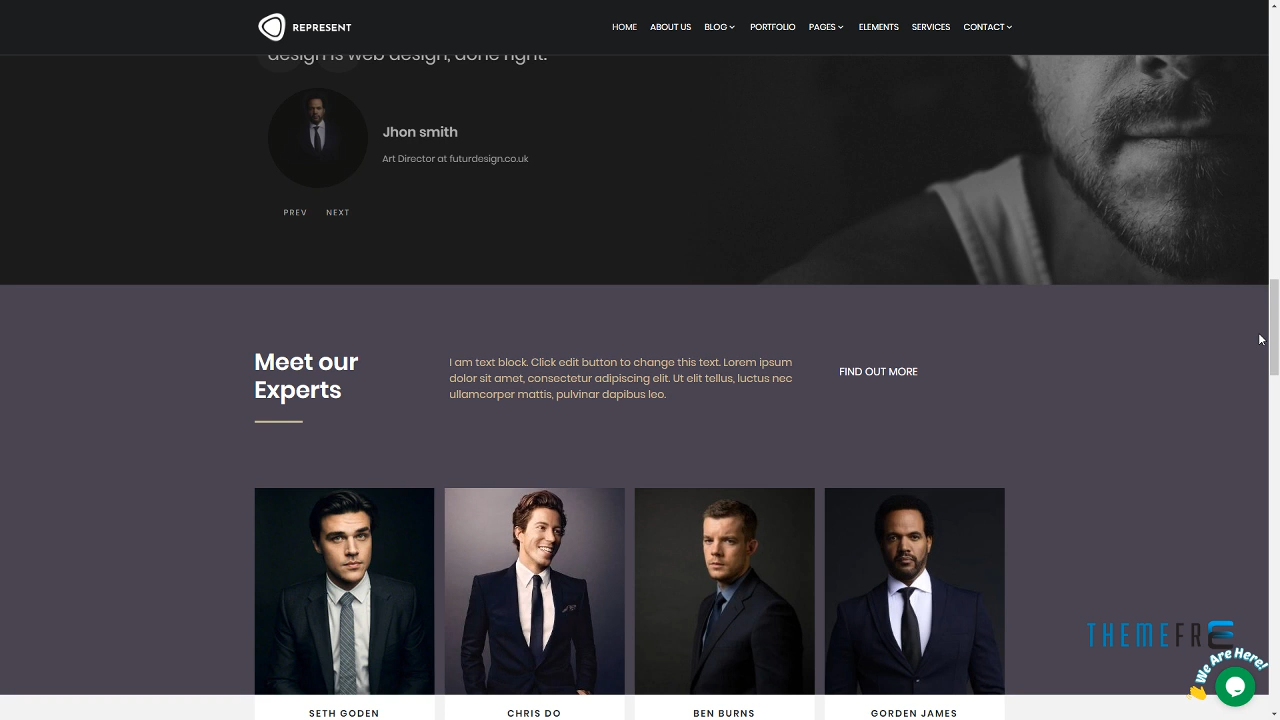 REPRESENT
HOME ABOUT US BLOG PORTFOLIO PAGES ELEMENTS SERVICES CONTACT
design is web design, done right.
Jhon smith
Art Director at futurdesign.co.uk
PREV NEXT
Meet our
Experts
I am text block. Click edit button to change this text. Lorem ipsum
dolor sit amet, consectetur adipiscing elit. Ut elit tellus, luctus nec
ullamcorper mattis, pulvinar dapibus leo.
FIND OUT MORE
THEMEFRE
We Are Here!
SETH GODEN CHRIS DO BEN BURNS GORDEN JAMES